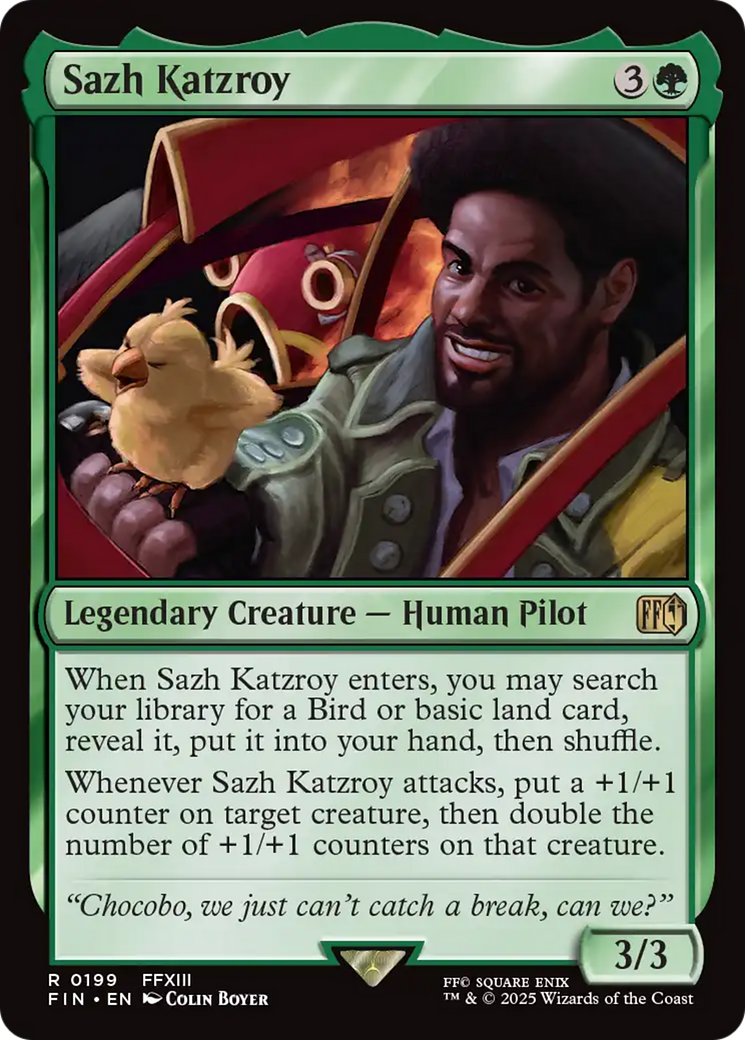 Sazh Katzroy 3
Legendary Creature — Human Pilot FF
When Sazh Katzroy enters, you may search
your library for a Bird or basic land card,
reveal it, put it into your hand, then shuffle.
Whenever Sazh Katzroy attacks, put a +1/+1
counter on target creature, then double the
number of +1/+1 counters on that creature.
“Chocobo, we just can’t catch a break, can we?”
3/3
R 0199 FFXIII
FIN • EN Colin Boyer
FF© SQUARE ENIX
™ & © 2025 Wizards of the Coast